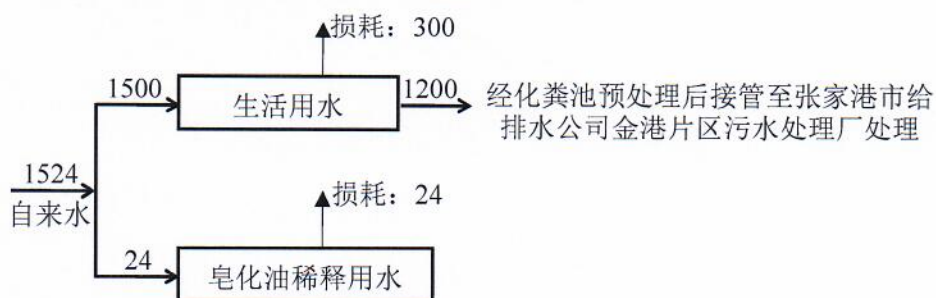 损耗：300
1500
生活用水
1200
经化粪池预处理后接管至张家港市给
排水公司金港片区污水处理厂处理
1524
自来水
损耗：24
24
皂化油稀释用水